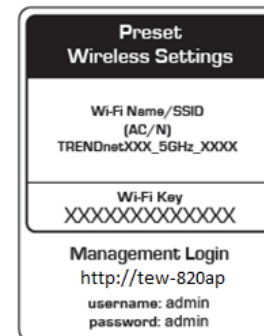 Preset
Wireless Settings
Wi-Fi Name/SSID
(AC/N)
TRENDnetXXX_5GHz_XXXX
Wi-Fi Key
XXXXXXXXXXXXX
Management Login
http://tew-820ap
username: admin
password: admin